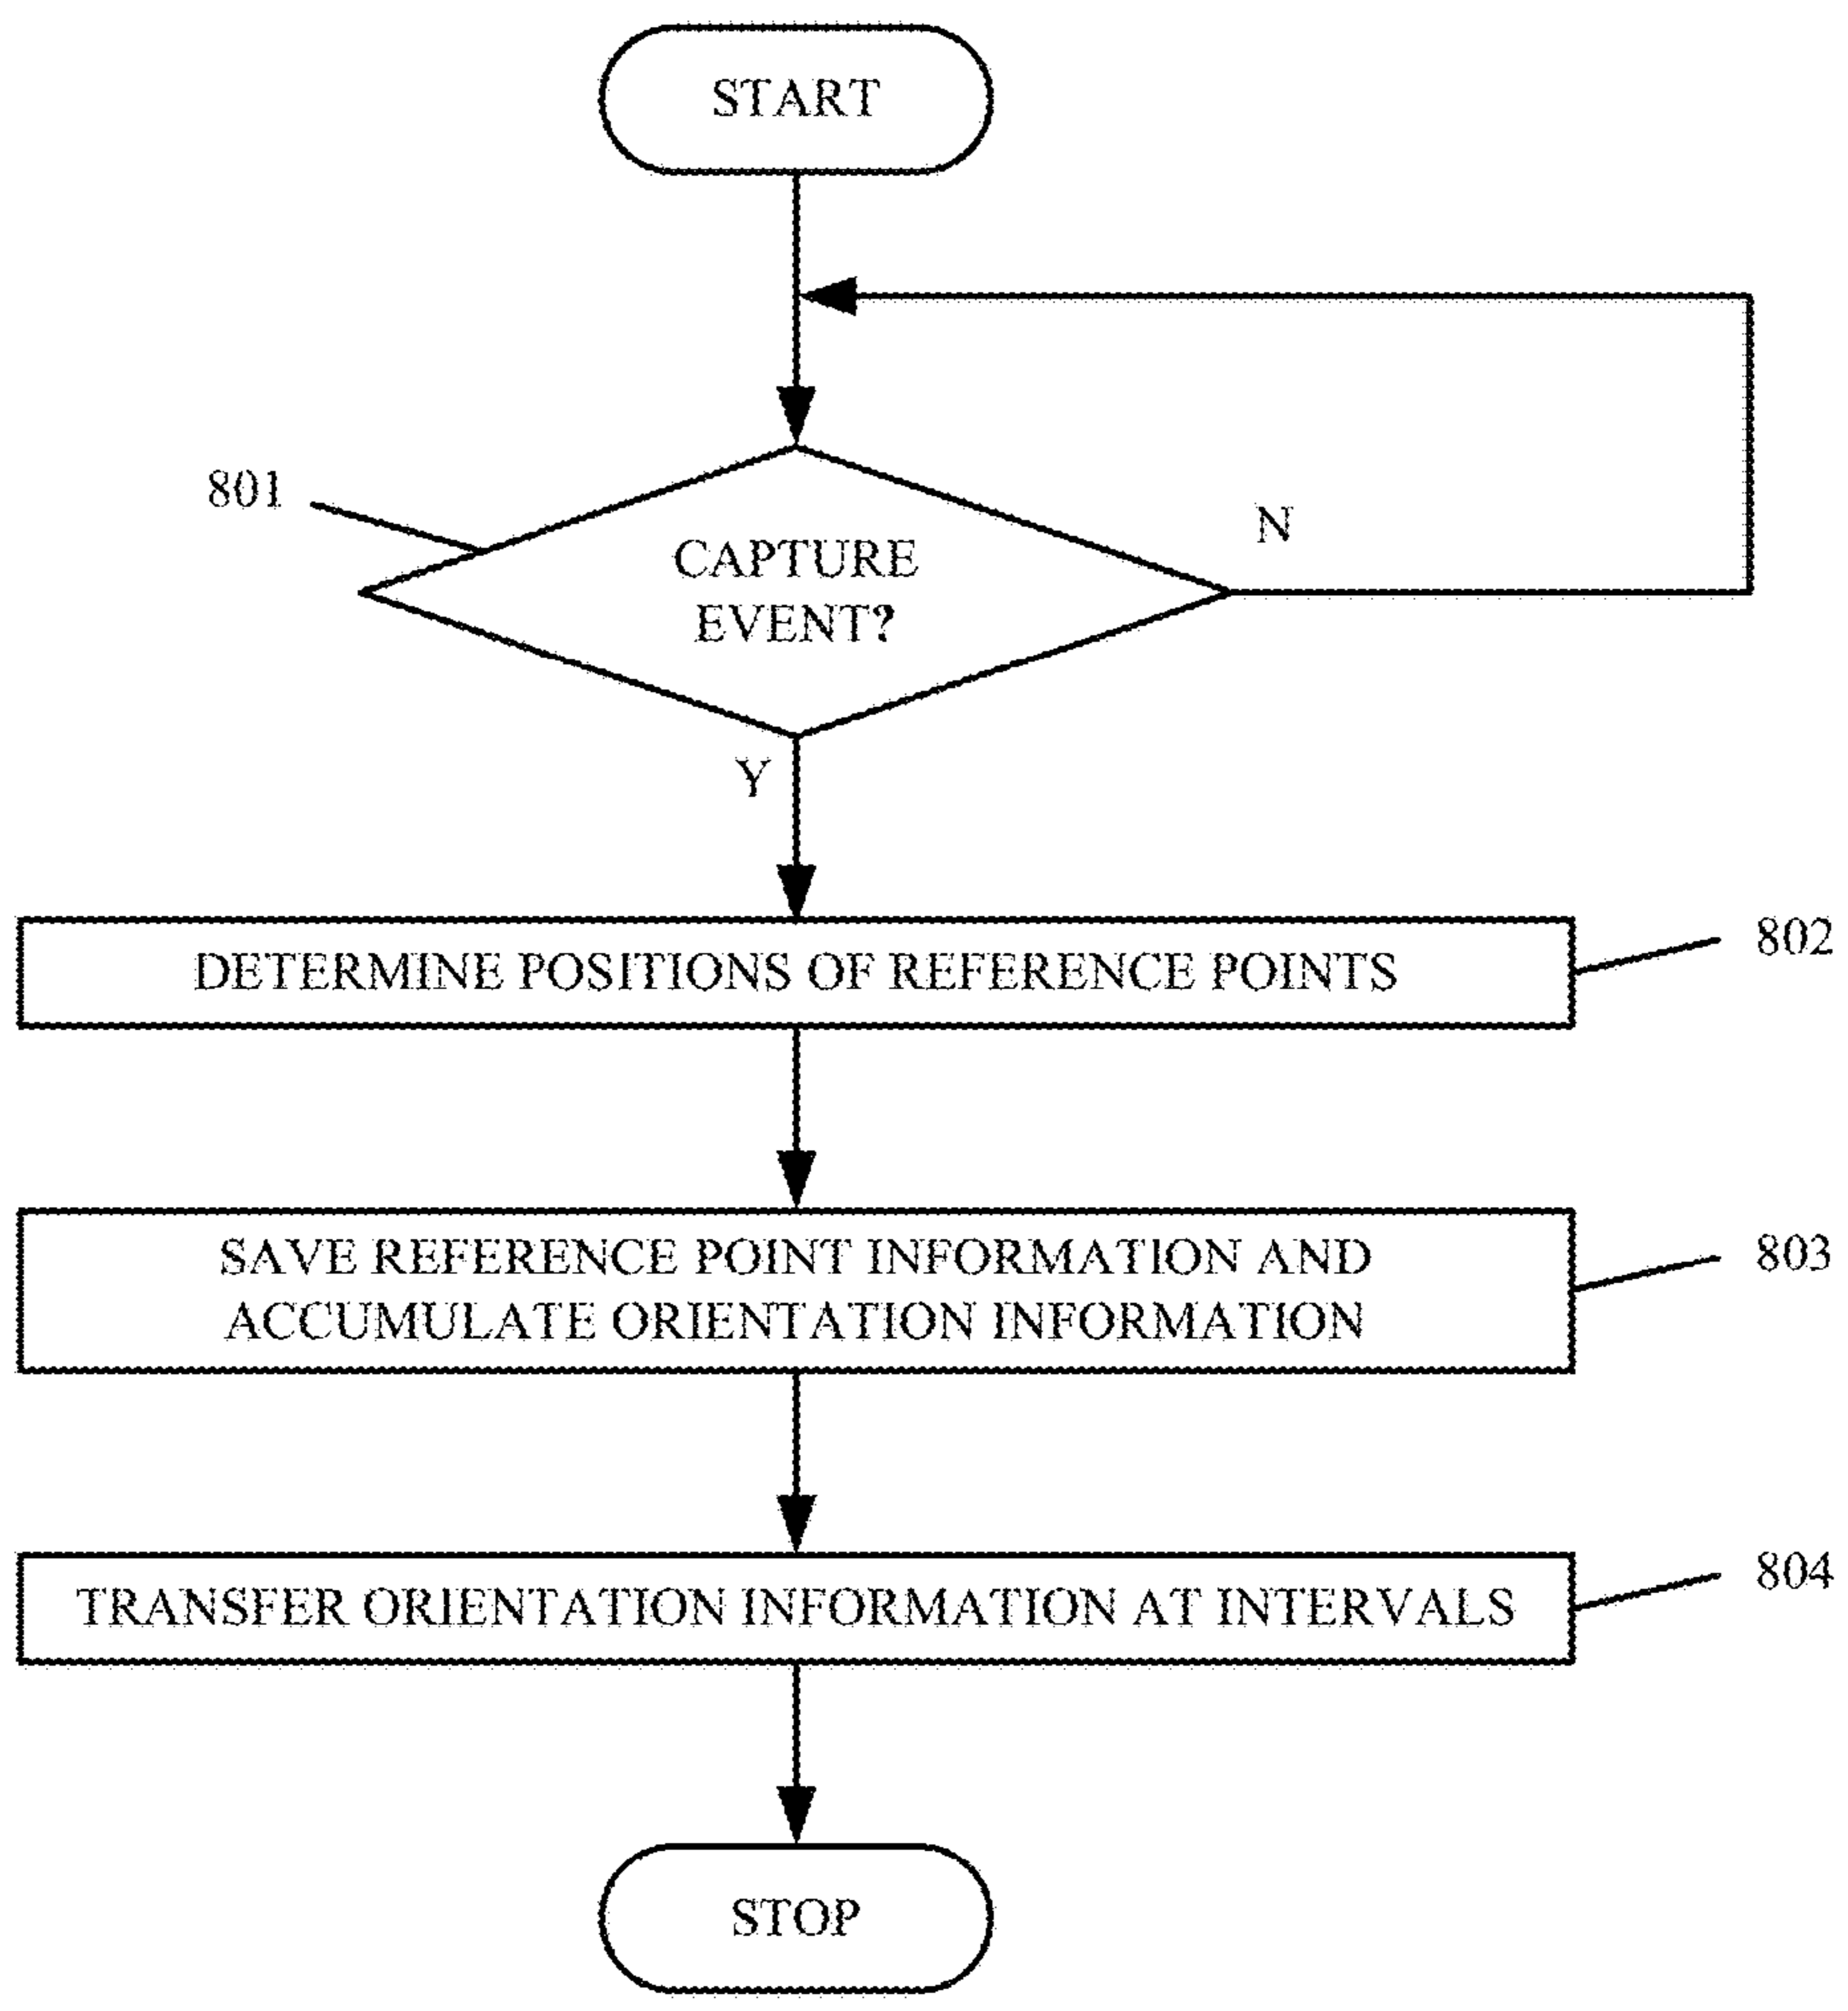 START
801
CAPTURE
EVENT?
N
Y
DETERMINE POSITIONS OF REFERENCE POINTS
802
SAVE REFERENCE POINT INFORMATION AND
ACCUMULATE ORIENTATION INFORMATION
803
TRANSFER ORIENTATION INFORMATION AT INTERVALS
804
STOP